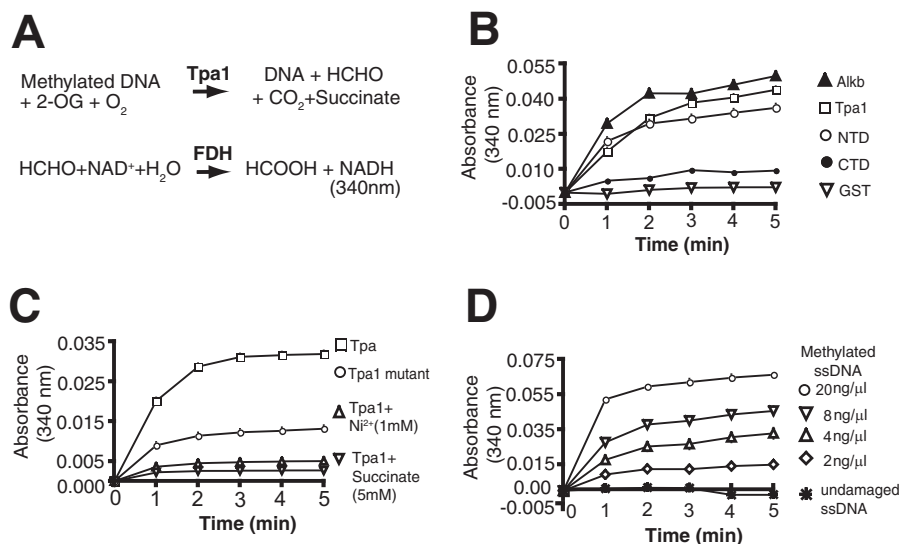 A
Methylated DNA
+ 2-OG + O2
Tpa1
DNA + HCHO
+ CO2+Succinate
HCHO+NAD++H2O
FDH
HCOOH + NADH
(340nm)
B
Absorbance
(340 nm)
0.055
0.040
0.025
0.010
-0.005
0 1 2 3 4 5
Time (min)
Alkb
Tpa1
NTD
CTD
GST
C
Absorbance
(340 nm)
0.035
0.025
0.015
0.005
0.000
0 1 2 3 4 5
Time (min)
Tpa
Tpa1 mutant
Tpa1+
Ni2+(1mM)
Tpa1+
Succinate
(5mM)
D
Absorbance
(340 nm)
0.075
0.055
0.035
0.015
0.00
-0.005
0 1 2 3 4 5
Time (min)
Methylated
ssDNA
20ng/µl
8ng/µl
4ng/µl
2ng/µl
undamaged
ssDNA